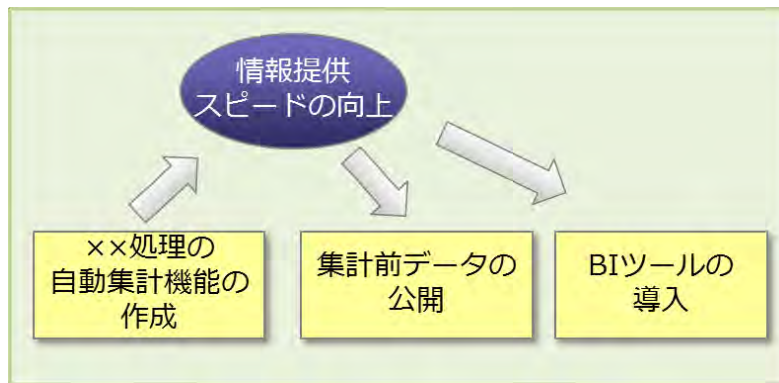 情報提供
スピードの向上
××処理の
自動集計機能の
作成
集計前データの
公開
BIツールの
導入